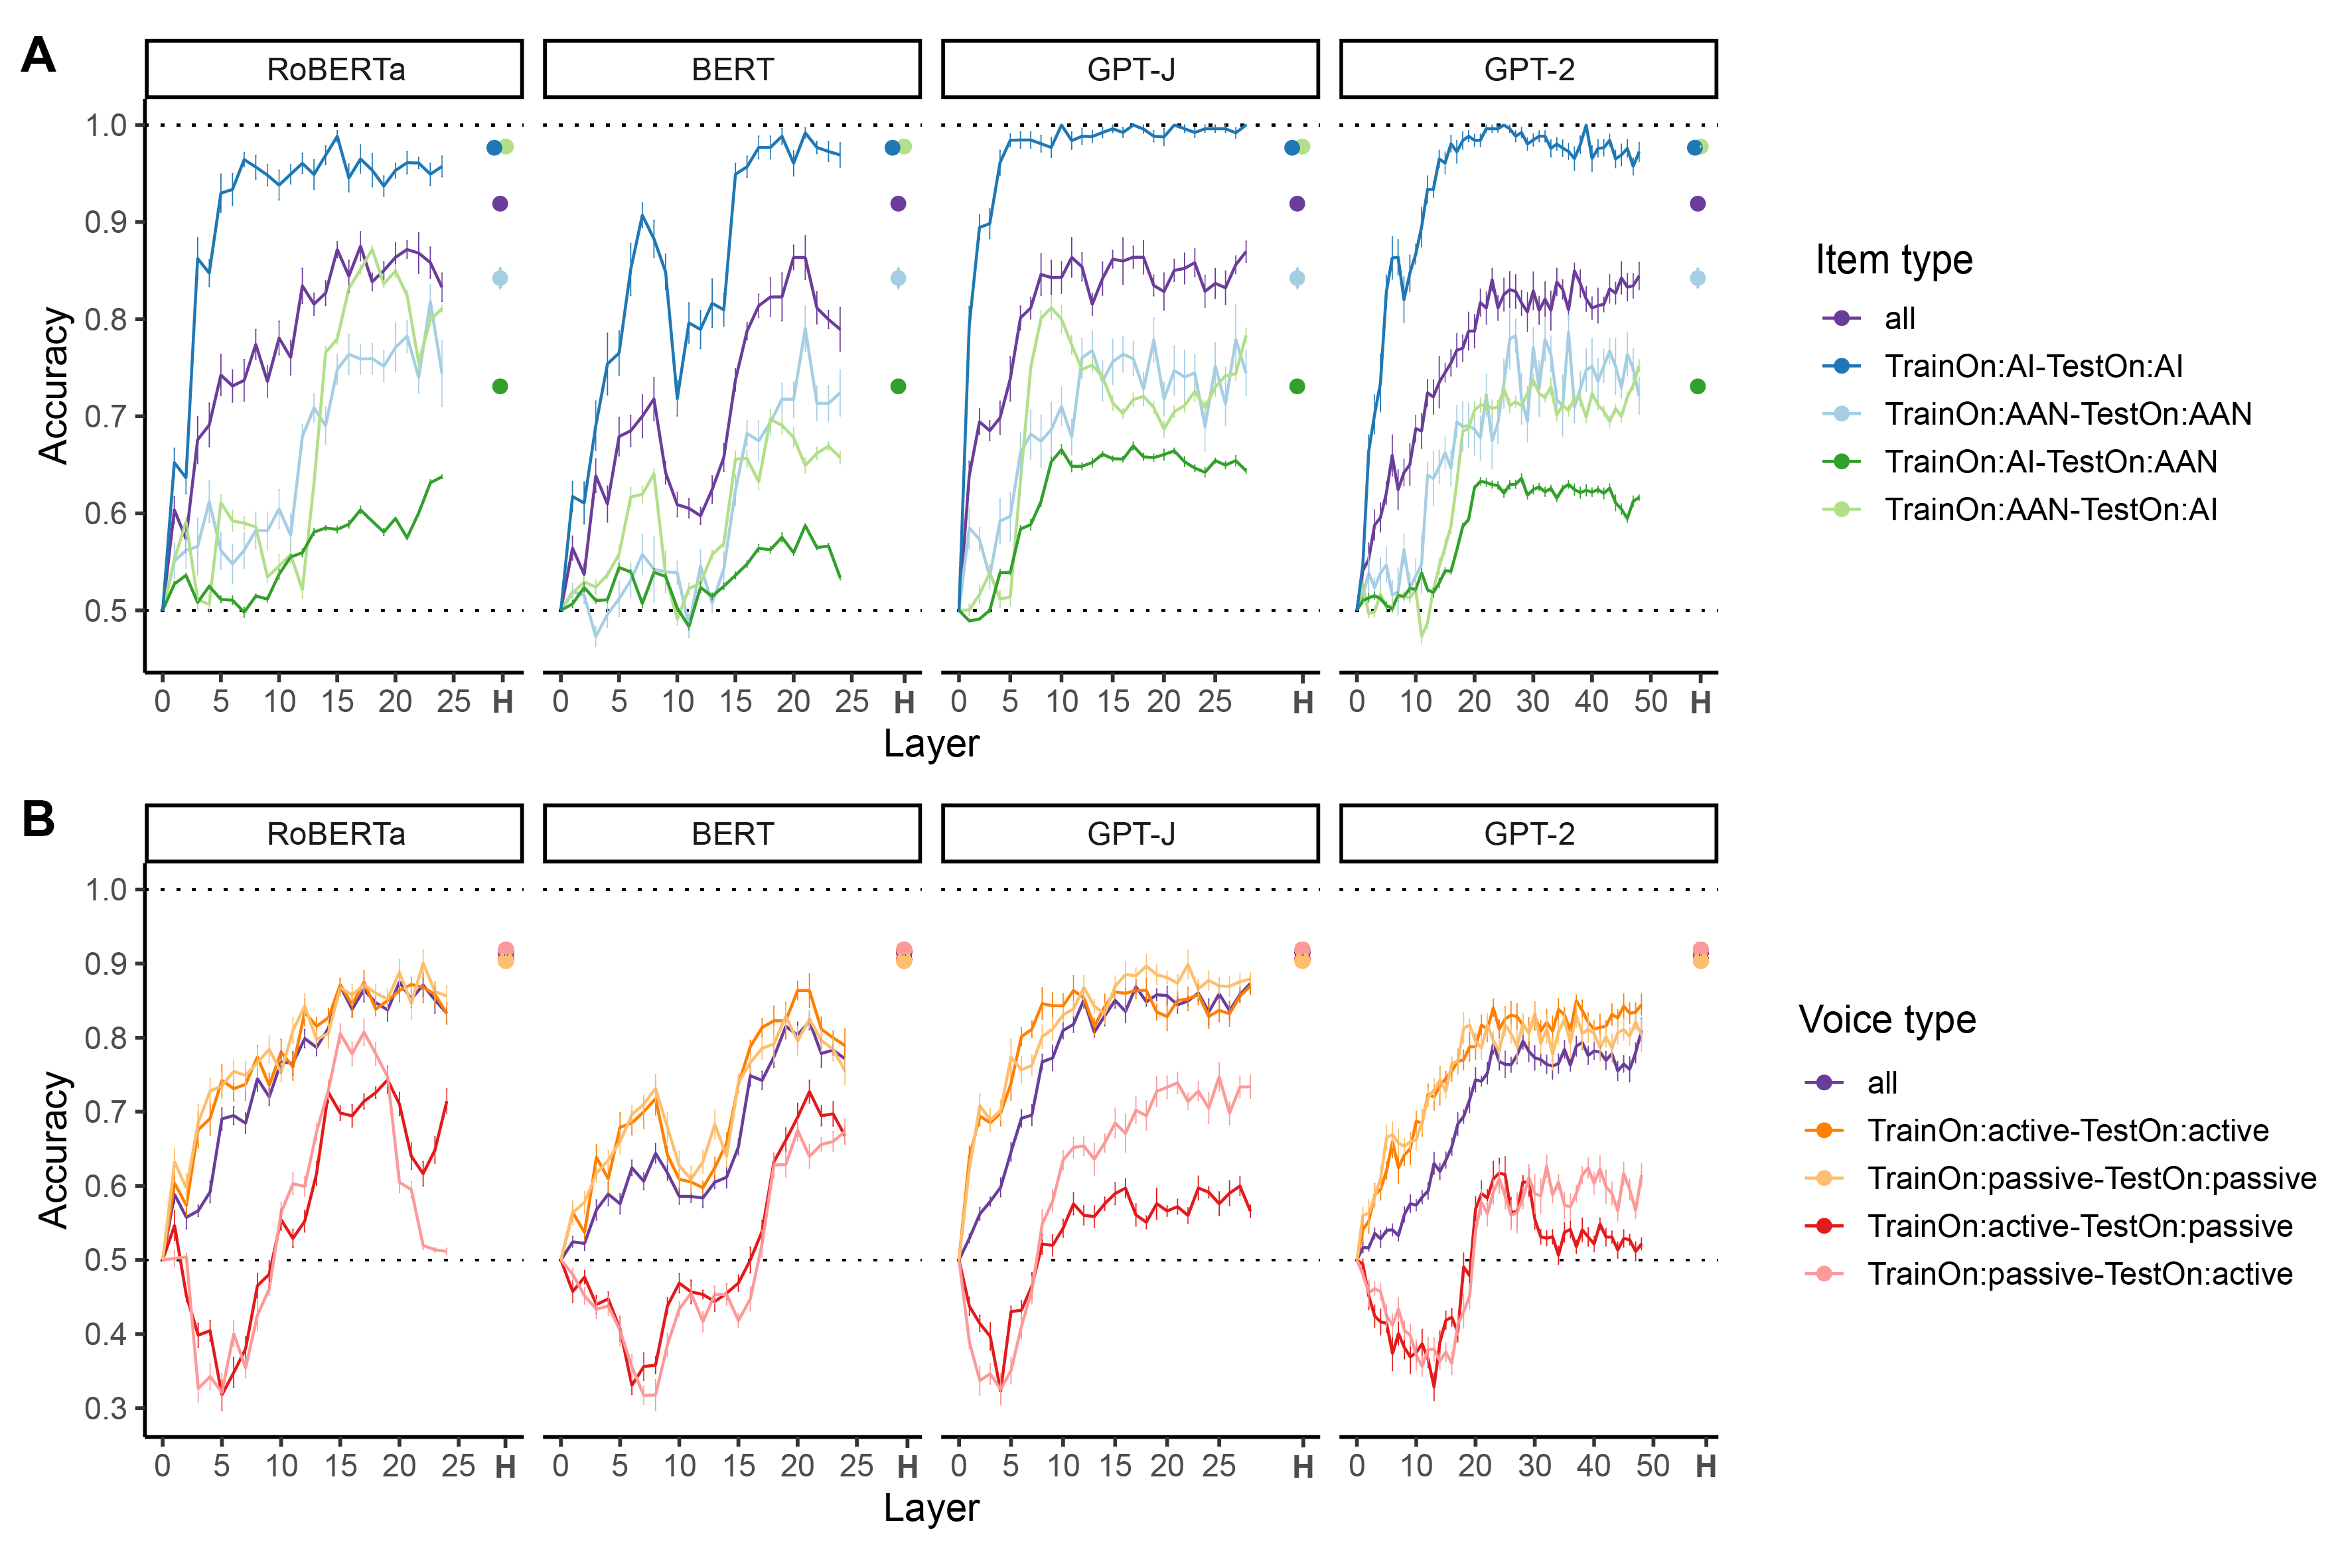 A
RoBERTa BERT GPT-J GPT-2
1.0
0.9
0.8
0.7
0.6
0.5
Accuracy
0 5 10 15 20 25 H 0 5 10 15 20 25 H 0 5 10 15 20 25 H 0 10 20 30 40 50 H
Layer
Item type
all
TrainOn:AI-TestOn:AI
TrainOn:AAN-TestOn:AAN
TrainOn:AI-TestOn:AAN
TrainOn:AAN-TestOn:AI
B
RoBERTa BERT GPT-J GPT-2
1.0
0.9
0.8
0.7
0.6
0.5
0.4
0.3
Accuracy
0 5 10 15 20 25 H 0 5 10 15 20 25 H 0 5 10 15 20 25 H 0 10 20 30 40 50 H
Layer
Voice type
all
TrainOn:active-TestOn:active
TrainOn:passive-TestOn:passive
TrainOn:active-TestOn:passive
TrainOn:passive-TestOn:active